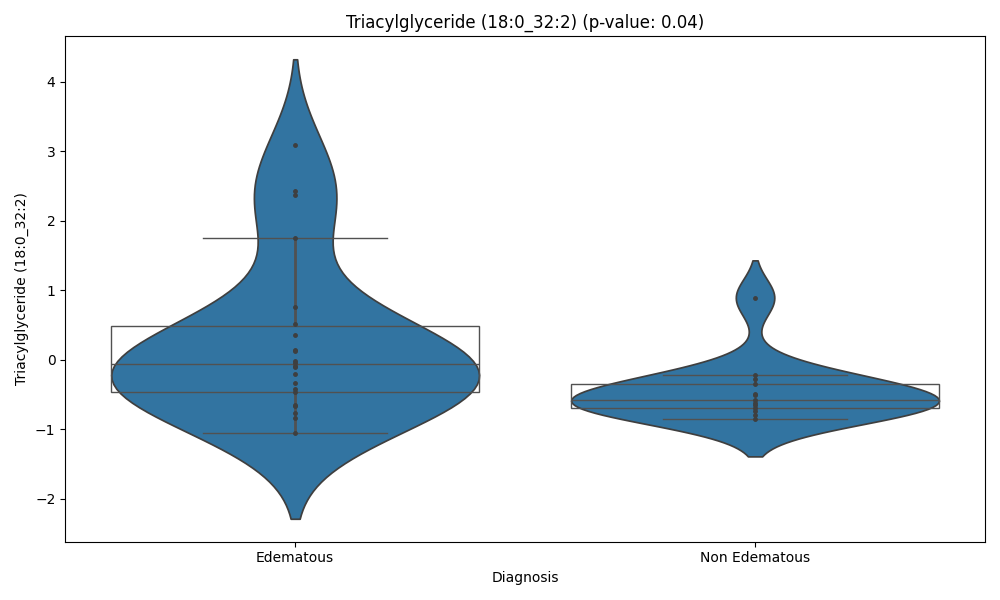 Triacylglyceride (18:0_32:2) (p-value: 0.04)
Triacylglyceride (18:0_32:2)
4
3
2
1
0
−1
−2
Edematous
Non Edematous
Diagnosis